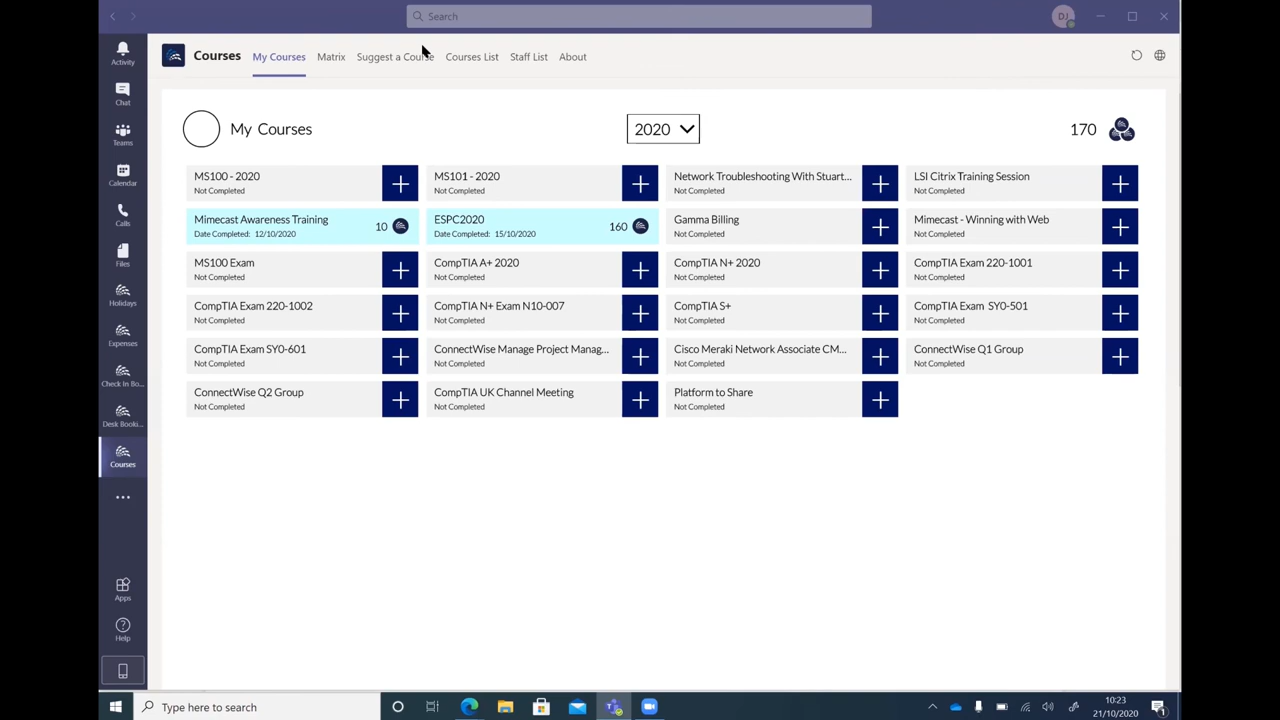 Search
DJ
Activity
Chat
Teams
Calendar
Calls
Files
Holidays
Expenses
Check In Bo...
Desk Booki...
Courses
Apps
Help
Courses
My Courses
Matrix
Suggest a Course
Courses List
Staff List
About
My Courses
2020
170
MS100 - 2020
Not Completed
MS101 - 2020
Not Completed
Network Troubleshooting With Stuart...
Not Completed
LSI Citrix Training Session
Not Completed
Mimecast Awareness Training
Date Completed: 12/10/2020
10
ESPC2020
Date Completed: 15/10/2020
160
Gamma Billing
Not Completed
Mimecast - Winning with Web
Not Completed
MS100 Exam
Not Completed
CompTIA A+ 2020
Not Completed
CompTIA N+ 2020
Not Completed
CompTIA Exam 220-1001
Not Completed
CompTIA Exam 220-1002
Not Completed
CompTIA N+ Exam N10-007
Not Completed
CompTIA S+
Not Completed
CompTIA Exam SY0-501
Not Completed
CompTIA Exam SY0-601
Not Completed
ConnectWise Manage Project Manag...
Not Completed
Cisco Meraki Network Associate CM...
Not Completed
ConnectWise Q1 Group
Not Completed
ConnectWise Q2 Group
Not Completed
CompTIA UK Channel Meeting
Not Completed
Platform to Share
Not Completed
Type here to search
10:23
21/10/2020
1